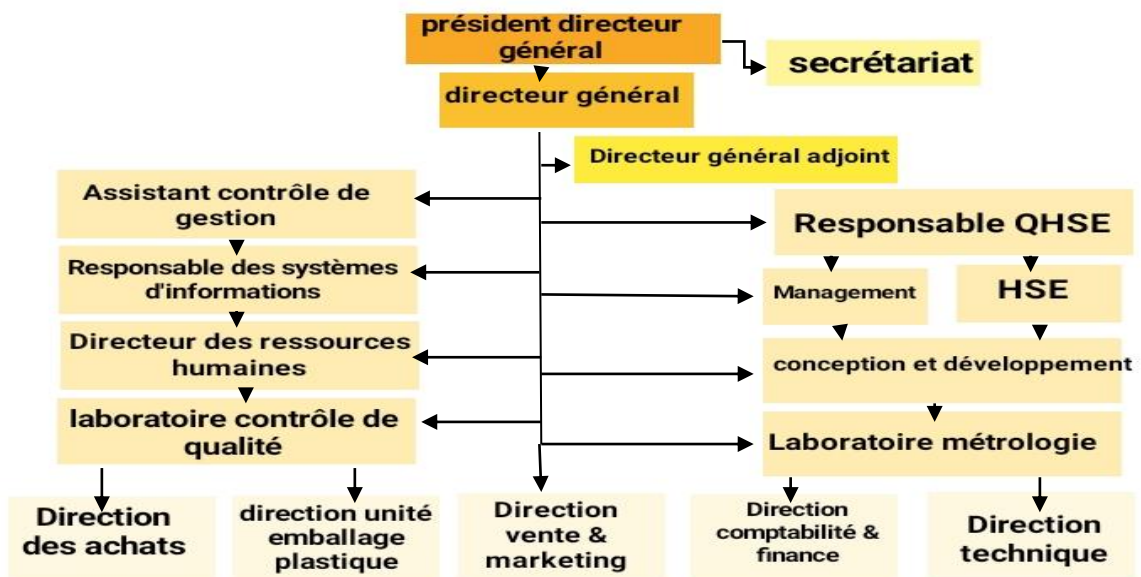 président directeur
général
secrétariat
directeur général
Directeur général adjoint
Assistant contrôle de
gestion
Responsable QHSE
Responsable des systèmes
d'informations
Management
HSE
Directeur des ressources
humaines
conception et développement
laboratoire contrôle de
qualité
Laboratoire métrologie
Direction
des achats
direction unité
emballage
plastique
Direction
vente &
marketing
Direction
comptabilité &
finance
Direction
technique